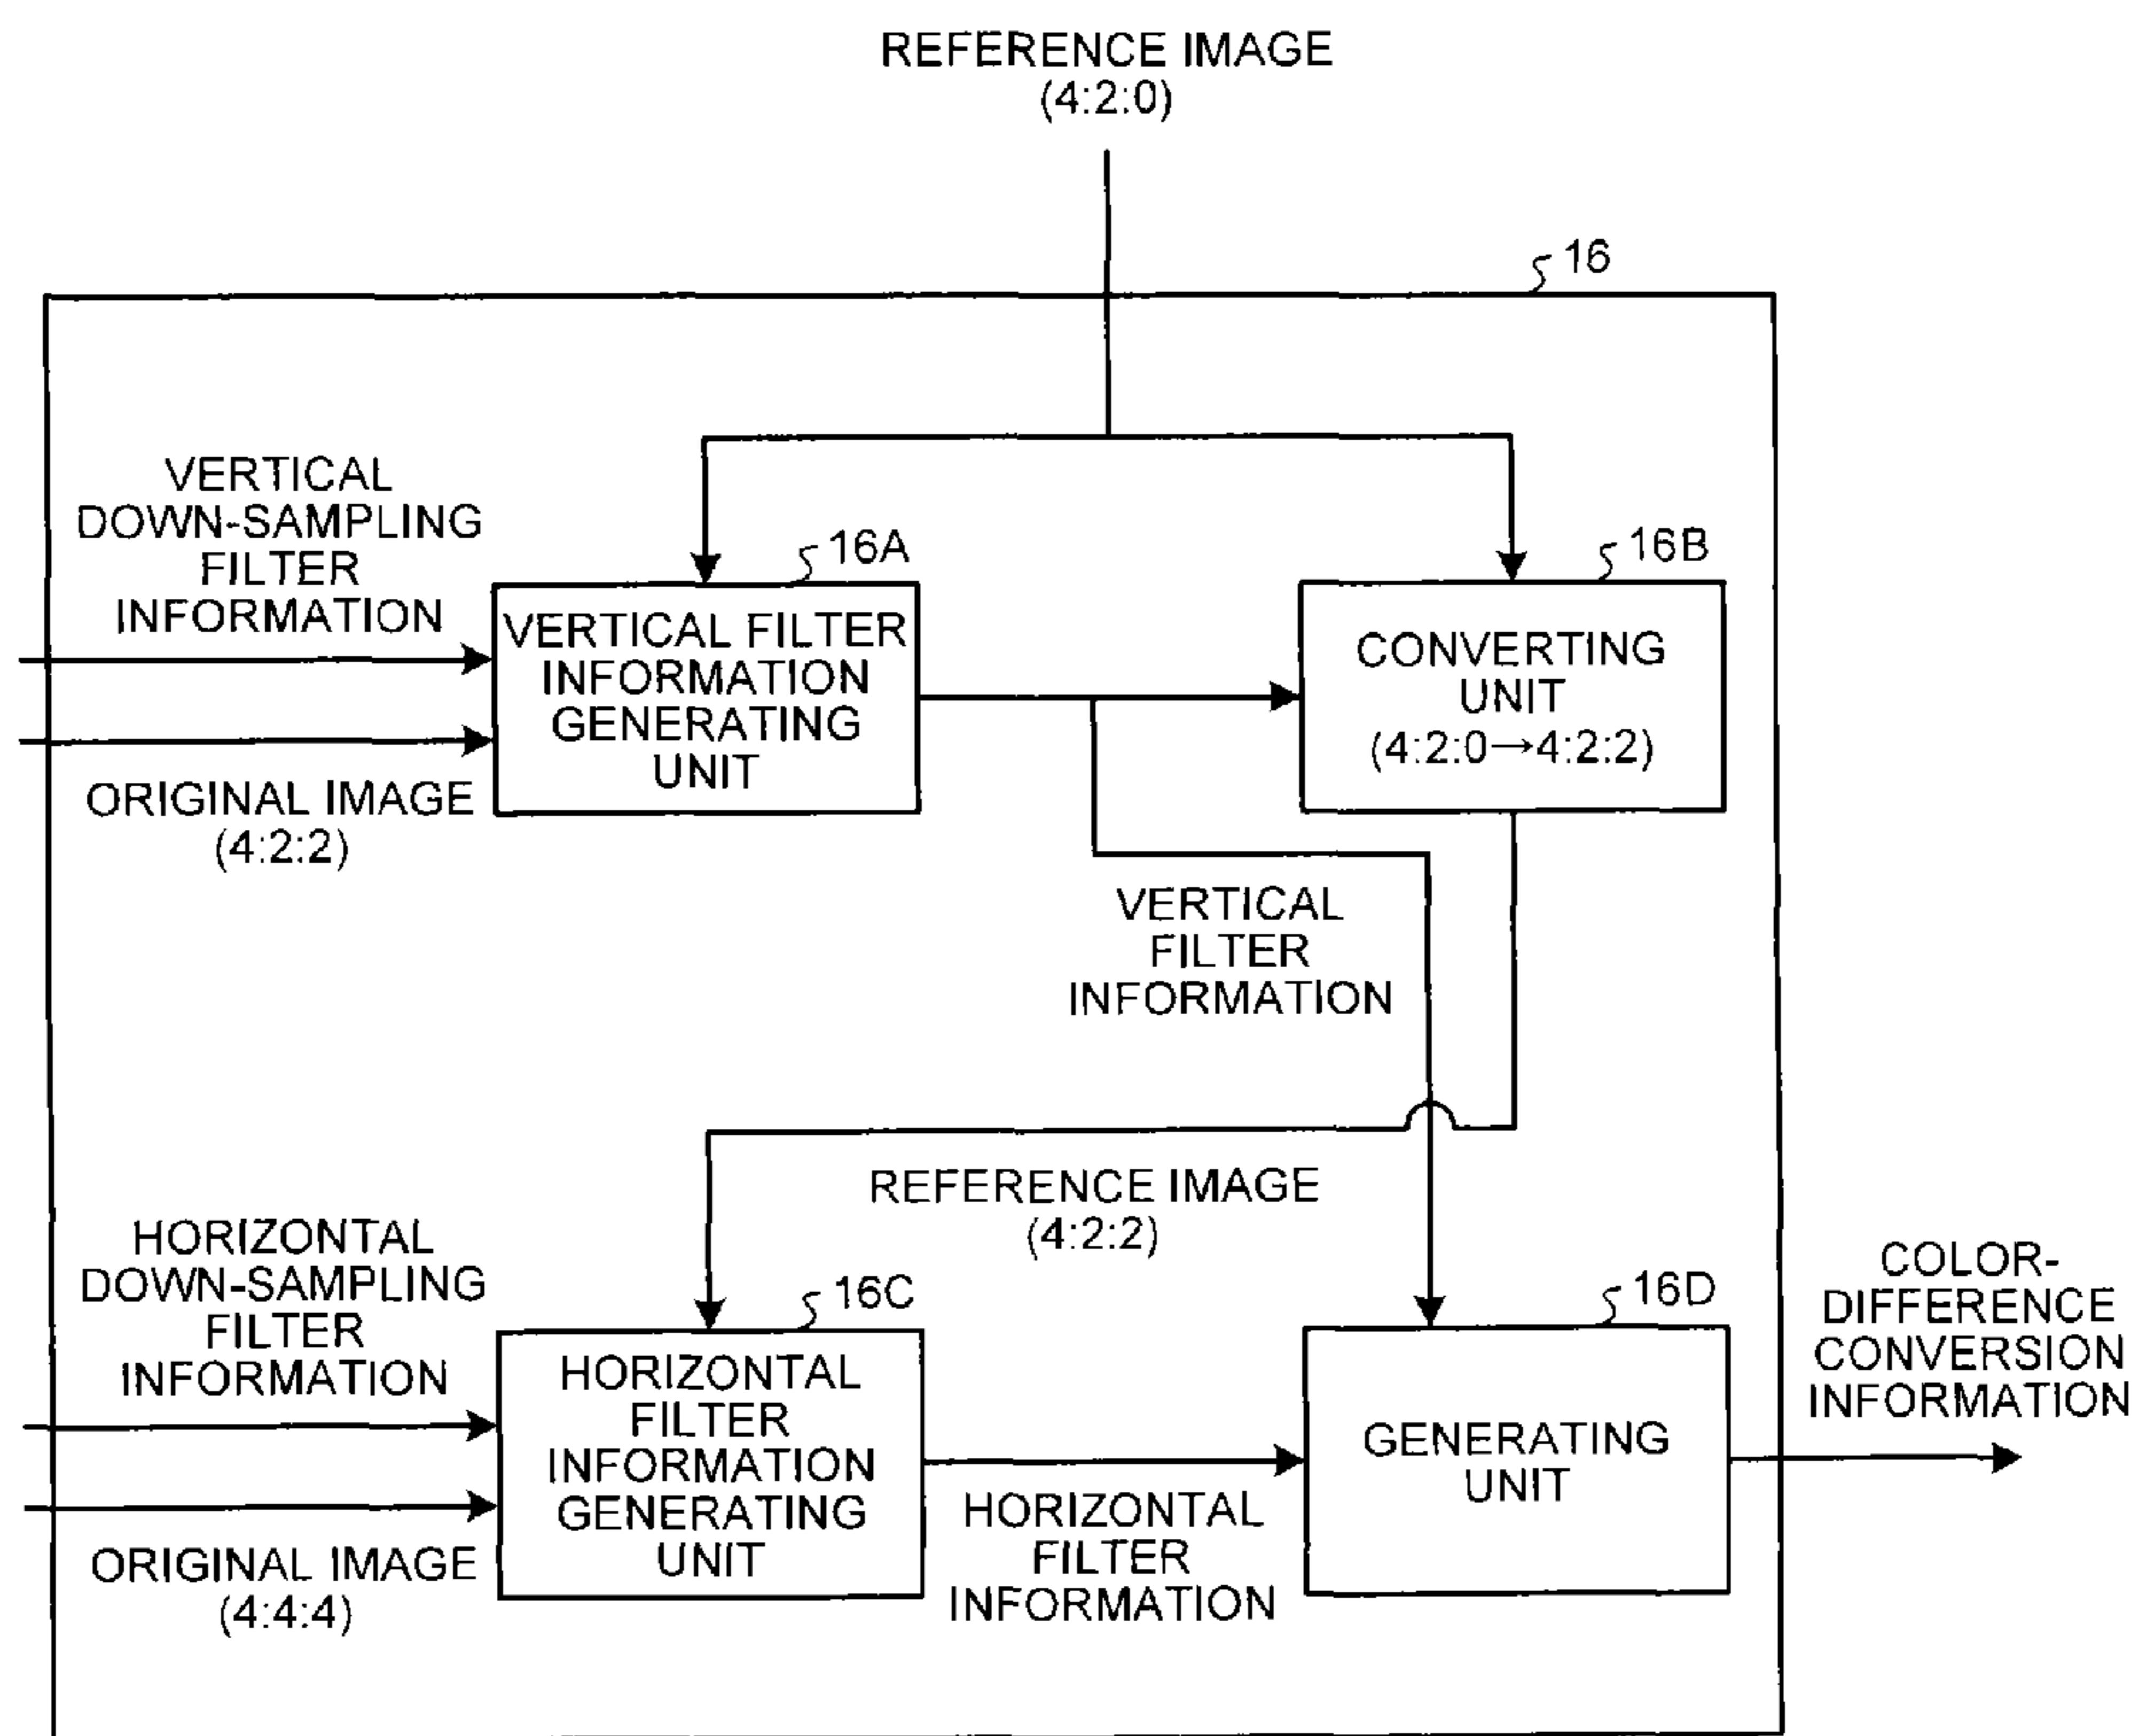 REFERENCE IMAGE
(4:2:0)
16
VERTICAL
DOWN-SAMPLING
FILTER
INFORMATION
ORIGINAL IMAGE
(4:2:2)
16A
VERTICAL FILTER
INFORMATION
GENERATING
UNIT
16B
CONVERTING
UNIT
(4:2:0→4:2:2)
VERTICAL
FILTER
INFORMATION
REFERENCE IMAGE
(4:2:2)
HORIZONTAL
DOWN-SAMPLING
FILTER
INFORMATION
ORIGINAL IMAGE
(4:4:4)
16C
HORIZONTAL
FILTER
INFORMATION
GENERATING
UNIT
HORIZONTAL
FILTER
INFORMATION
16D
GENERATING
UNIT
COLOR-
DIFFERENCE
CONVERSION
INFORMATION